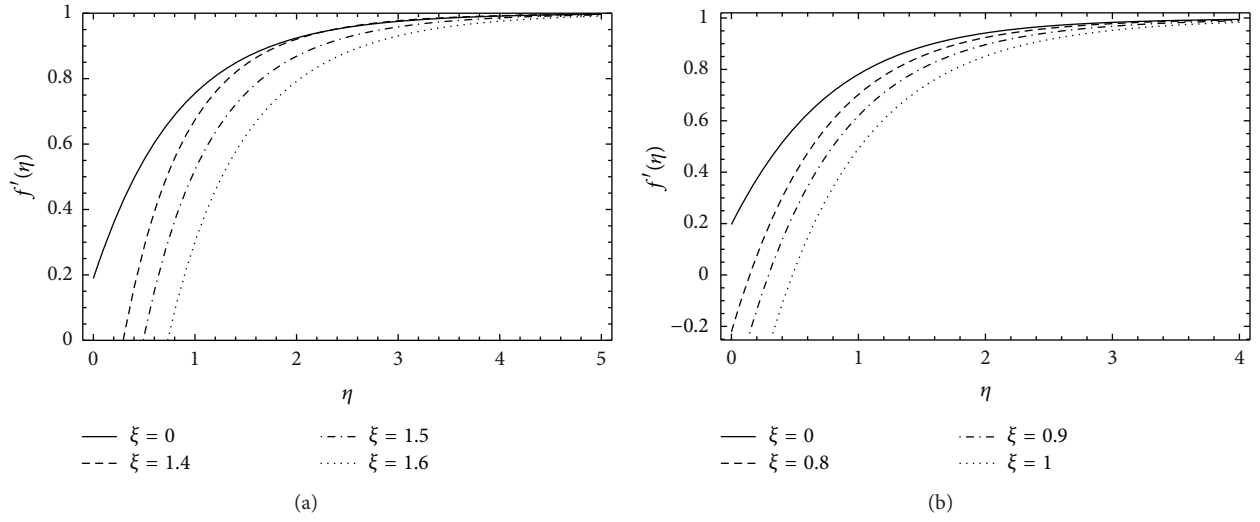 1
0.8
0.6
0.4
0.2
0
f′(η)
0 1 2 3 4 5
η
ξ = 0
ξ = 1.4
ξ = 1.5
ξ = 1.6
(a)
1
0.8
0.6
0.4
0.2
0
−0.2
f′(η)
0 1 2 3 4
η
ξ = 0
ξ = 0.8
ξ = 0.9
ξ = 1
(b)